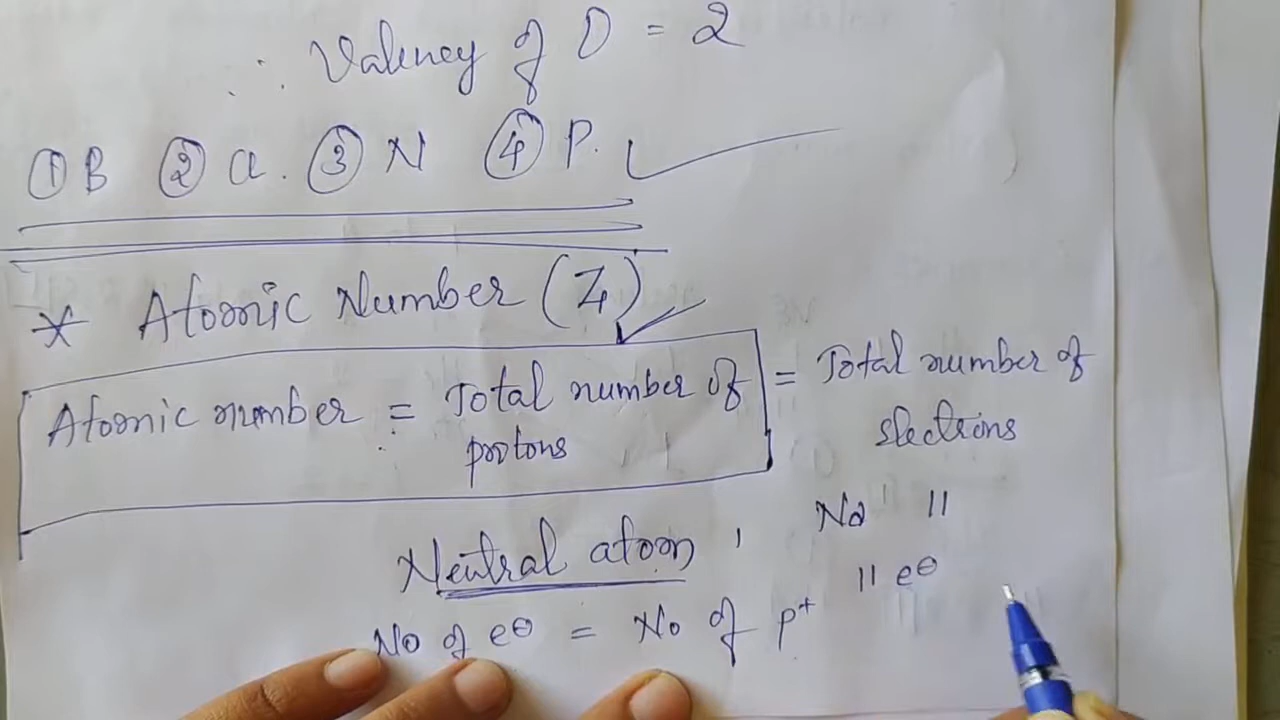 ∴ Valency of O = 2
① B ② Cl. ③ N ④ P.
* Atomic Number (Z)
Atomic number = Total number of protons = Total number of electrons
Neutral atom, Na 11
11 e⊖
No of e⊖ = No of p⁺